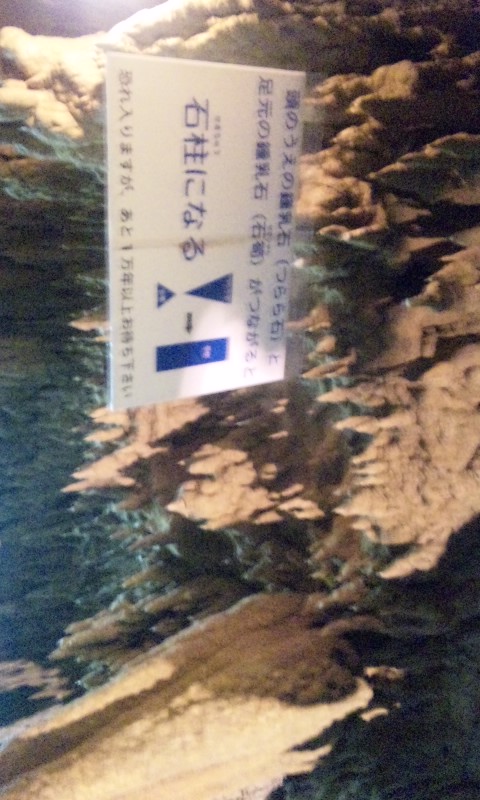 頭のうえの鍾乳石（つらら石）と
足元の鍾乳石（石筍）がつながると
石柱になる
恐れ入りますが、あと1万年以上お待ち下さい